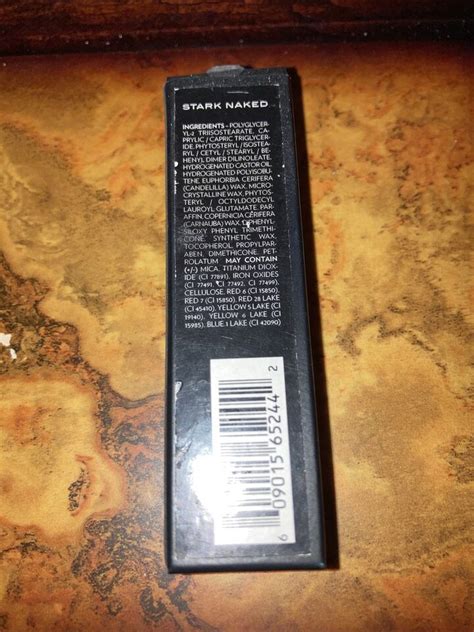 STARK NAKED
INGREDIENTS - POLYGLYCER-
YL-2 TRIISOSTEARATE, CA-
PRYLIC / CAPRIC TRIGLYCER-
IDE, PHYTOSTERYL / ISOSTEAR-
YL / CETYL / STEARYL / BE-
HENYL DIMER DILINOLEATE,
HYDROGENATED CASTOR OIL,
HYDROGENATED POLYISOBU-
TENE, EUPHORBIA CERIFERA
(CANDELILLA) WAX, MICRO-
CRYSTALLINE WAX, PHYTOS-
TERYL / OCTYLDODECYL
LAUROYL GLUTAMATE, PAR-
AFFIN, COPERNICIA CERIFERA
(CARNAUBA) WAX, DIPHENYL-
SILOXY PHENYL TRIMETHI-
CONE, SYNTHETIC WAX,
TOCOPHEROL, PROPYLPAR-
ABEN, DIMETHICONE, PET-
ROLATUM MAY CONTAIN
(+/-) MICA, TITANIUM DIOX-
IDE (CI 77891), IRON OXIDES
(CI 77491, CI 77492, CI 77499),
CELLULOSE, RED 6 (CI 15850),
RED 7 (CI 15850), RED 28 LAKE
(CI 45410), YELLOW 5 LAKE (CI
19140), YELLOW 6 LAKE (CI
15985), BLUE 1 LAKE (CI 42090)
6 09015 65244 2